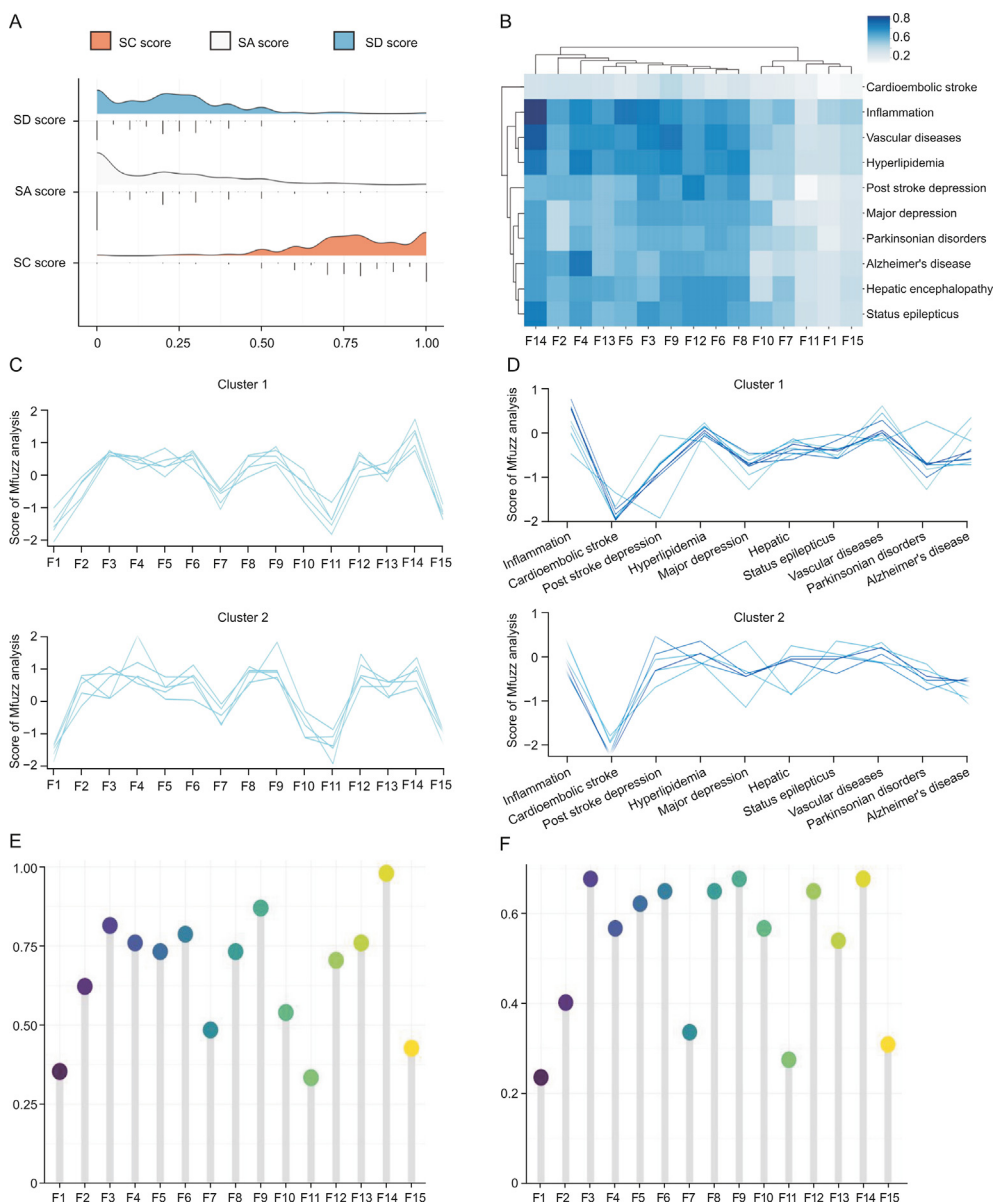 A
SC score SA score SD score
SD score
SA score
SC score
0 0.25 0.50 0.75 1.00
B
0.8
0.6
0.2
Cardioembolic stroke
Inflammation
Vascular diseases
Hyperlipidemia
Post stroke depression
Major depression
Parkinsonian disorders
Alzheimer's disease
Hepatic encephalopathy
Status epilepticus
F14 F2 F4 F13 F5 F3 F9 F12 F6 F8 F10 F7 F11 F1 F15
C
Cluster 1
Score of Mfuzz analysis
2
1
0
−1
−2
F1 F2 F3 F4 F5 F6 F7 F8 F9 F10 F11 F12 F13 F14 F15
Cluster 2
Score of Mfuzz analysis
2
1
0
−1
−2
F1 F2 F3 F4 F5 F6 F7 F8 F9 F10 F11 F12 F13 F14 F15
D
Cluster 1
Score of Mfuzz analysis
1
0
−1
−2
Inflammation
Cardioembolic stroke
Post stroke depression
Hyperlipidemia
Major depression
Hepatic
Status epilepticus
Vascular diseases
Parkinsonian disorders
Alzheimer's disease
Cluster 2
Score of Mfuzz analysis
1
0
−1
−2
Inflammation
Cardioembolic stroke
Post stroke depression
Hyperlipidemia
Major depression
Hepatic
Status epilepticus
Vascular diseases
Parkinsonian disorders
Alzheimer's disease
E
1.00
0.75
0.50
0.25
0
F1 F2 F3 F4 F5 F6 F7 F8 F9 F10 F11 F12 F13 F14 F15
F
0.6
0.4
0.2
0
F1 F2 F3 F4 F5 F6 F7 F8 F9 F10 F11 F12 F13 F14 F15